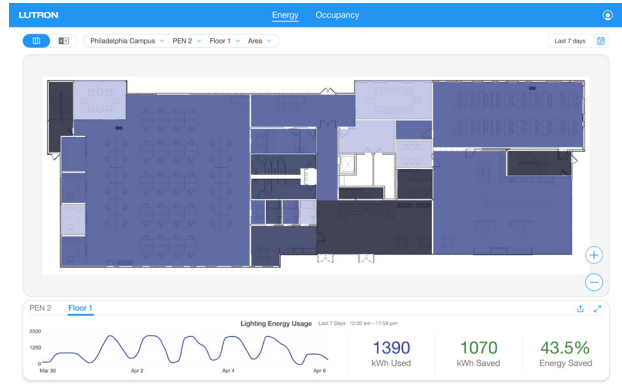 LUTRON Energy Occupancy
Philadelphia Campus PEN 2 Floor 1 Area Last 7 days
PEN 2 Floor 1
Lighting Energy Usage Last 7 Days 12:00 am - 11:59 pm
2500
1250
0
Mar 30 Apr 2 Apr 4 Apr 6
1390 1070 43.5%
kWh Used kWh Saved Energy Saved